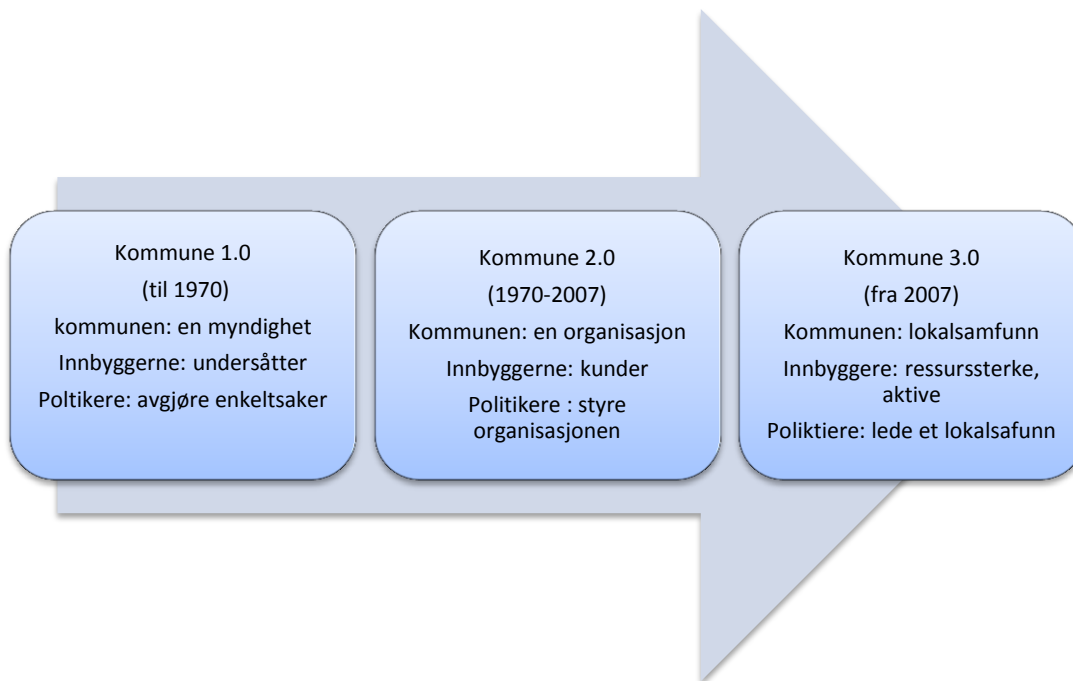 Kommune 1.0
(til 1970)
kommunen: en myndighet
Innbyggerne: undersåtter
Poltikere: avgjøre enkeltsaker
Kommune 2.0
(1970-2007)
Kommunen: en organisasjon
Innbyggerne: kunder
Politikere : styre
organisasjonen
Kommune 3.0
(fra 2007)
Kommunen: lokalsamfunn
Innbyggere: ressurssterke,
aktive
Poliktiere: lede et lokalsafunn